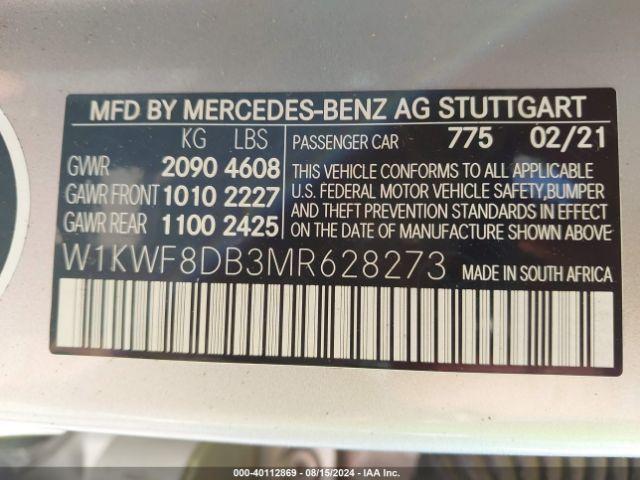 MFD BY MERCEDES-BENZ AG STUTTGART
KG LBS
PASSENGER CAR 775 02/21
GVWR 2090 4608
GAWR FRONT 1010 2227
GAWR REAR 1100 2425
THIS VEHICLE CONFORMS TO ALL APPLICABLE
U.S. FEDERAL MOTOR VEHICLE SAFETY,BUMPER
AND THEFT PREVENTION STANDARDS IN EFFECT
ON THE DATE OF MANUFACTURE SHOWN ABOVE
W1KWF8DB3MR628273 MADE IN SOUTH AFRICA
000-40112869 - 08/15/2024 - IAA Inc.